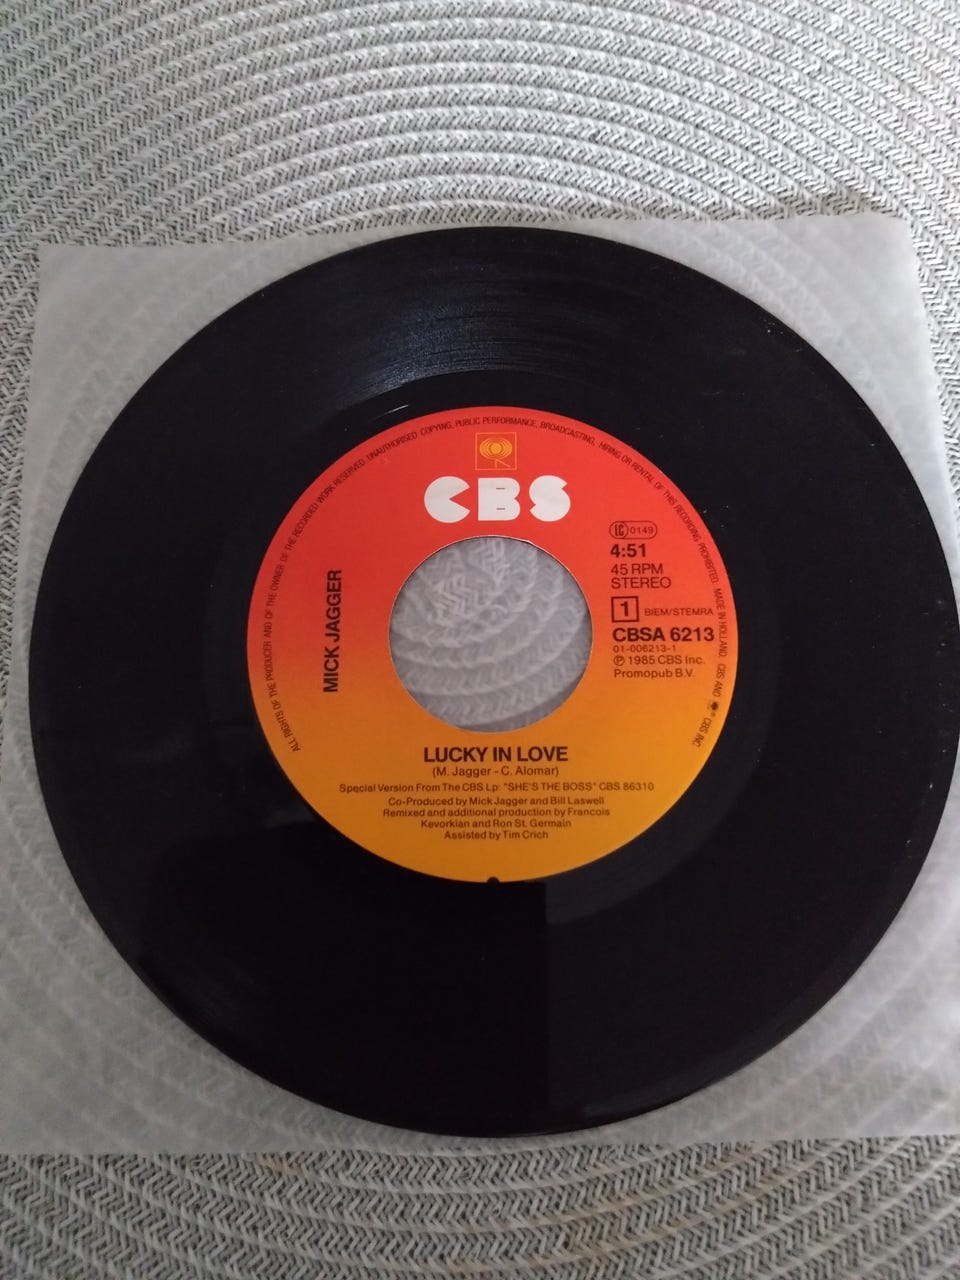 ALL RIGHTS OF THE PRODUCER AND OF THE OWNER OF THE RECORDED WORK RESERVED. UNAUTHORISED COPYING, PUBLIC PERFORMANCE, BROADCASTING, HIRING OR RENTAL OF THIS RECORDING PROHIBITED. MADE IN HOLLAND. CBS AND CBS INC.
CBS
LC 0149
4:51
45 RPM
STEREO
1 BIEM/STEMRA
CBSA 6213
01-006213-1
℗ 1985 CBS Inc.
Promopub B.V.
MICK JAGGER
LUCKY IN LOVE
(M. Jagger - C. Alomar)
Special Version From The CBS Lp: "SHE'S THE BOSS" CBS 86310
Co-Produced by Mick Jagger and Bill Laswell
Remixed and additional production by Francois
Kevorkian and Ron St. Germain
Assisted by Tim Crich